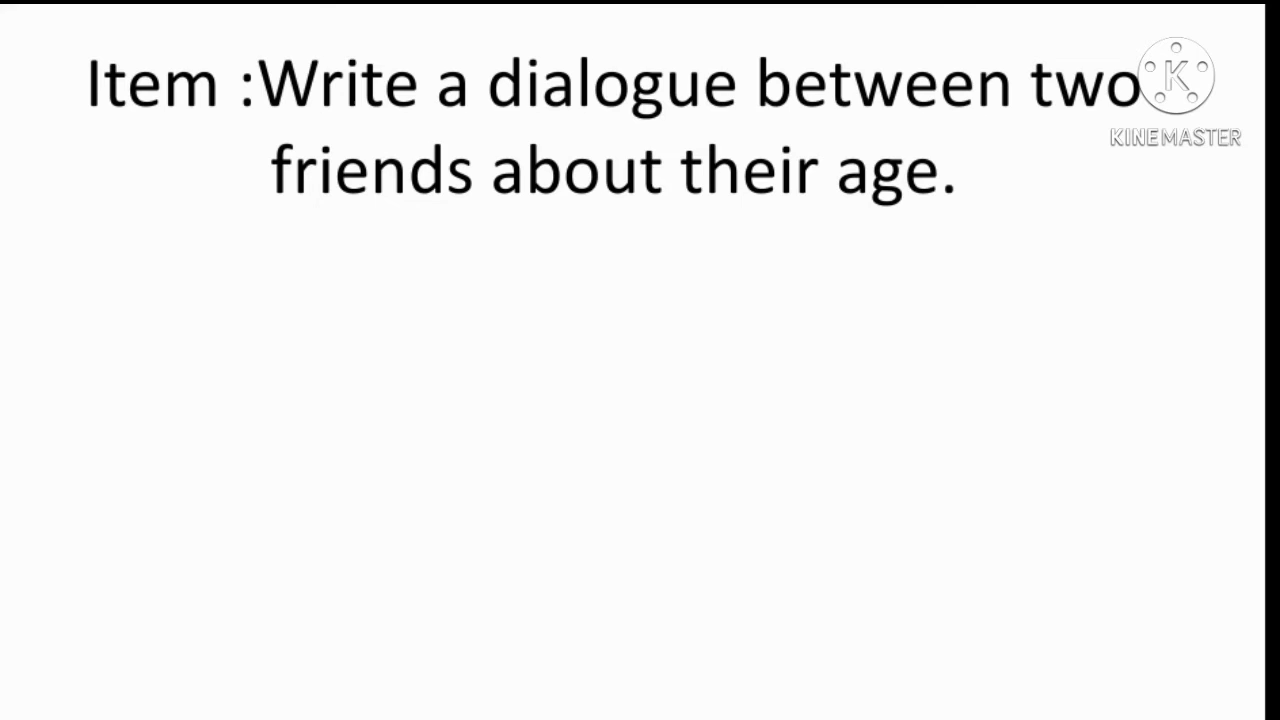 Item :Write a dialogue between two
friends about their age.
K
KINEMASTER